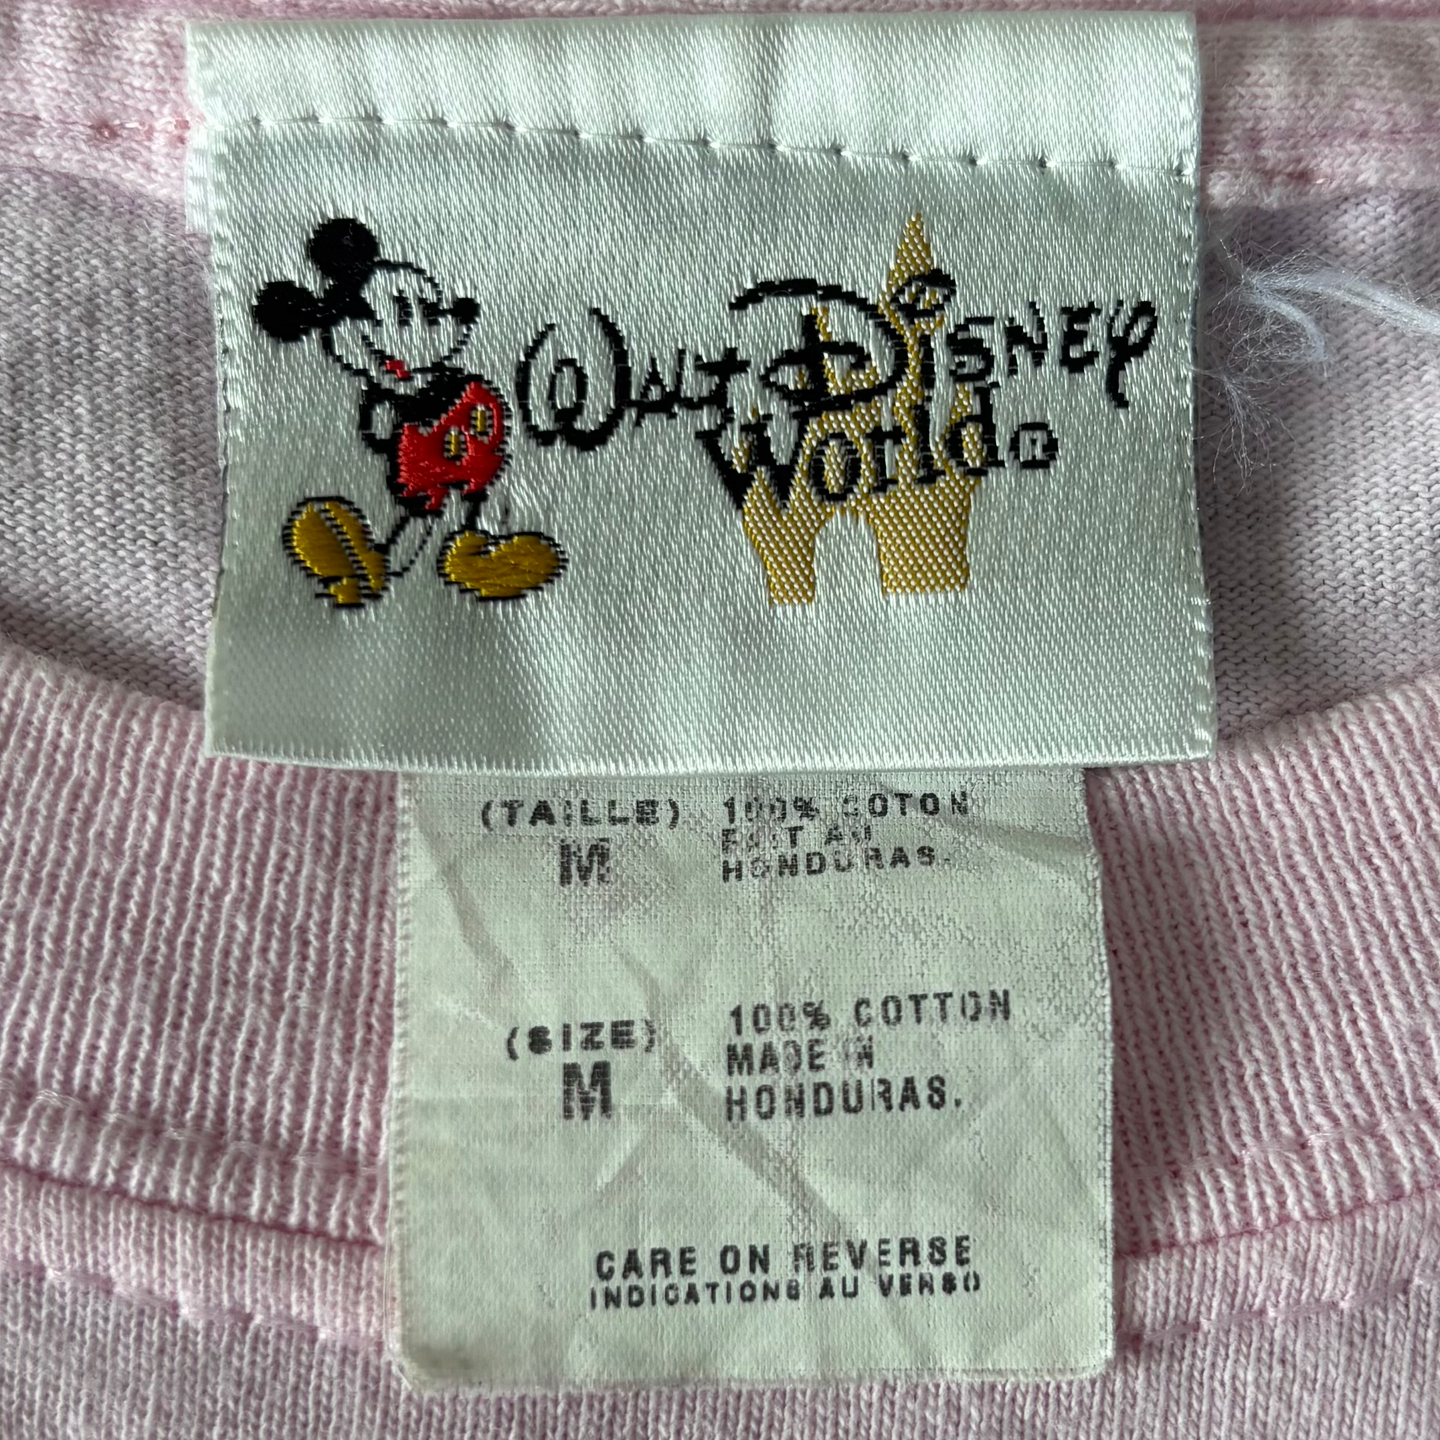 WALT DISNEY
World®
(TAILLE) 100% COTON
M FAIT AU
HONDURAS.
(SIZE) 100% COTTON
M MADE IN
HONDURAS.
CARE ON REVERSE
INDICATIONS AU VERSO